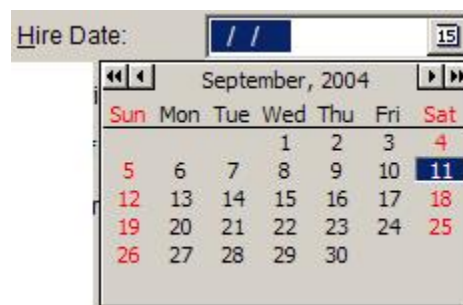 Hire Date: / / 15
September, 2004
Sun Mon Tue Wed Thu Fri Sat
1 2 3 4
5 6 7 8 9 10 11
12 13 14 15 16 17 18
19 20 21 22 23 24 25
26 27 28 29 30